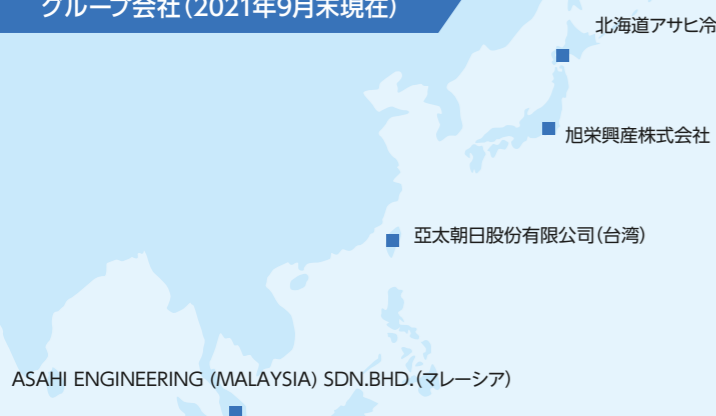 グループ会社(2021年9月末現在)
北海道アサヒ冷
旭栄興産株式会社
亞太朝日股份有限公司(台湾)
ASAHI ENGINEERING (MALAYSIA) SDN.BHD.(マレーシア)